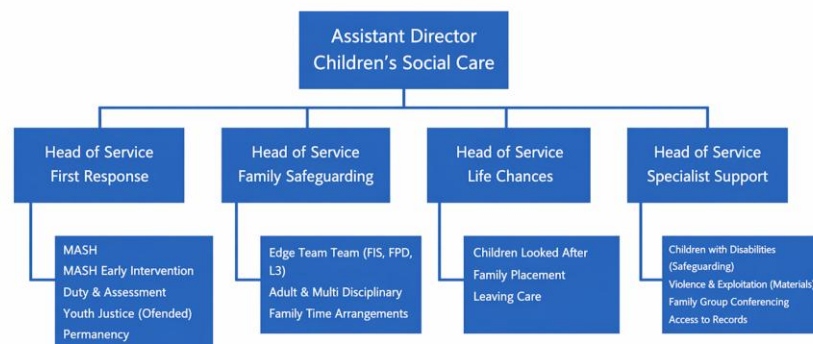 Assistant Director
Children's Social Care
Head of Service
First Response
Head of Service
Family Safeguarding
Head of Service
Life Chances
Head of Service
Specialist Support
MASH
MASH Early Intervention
Duty & Assessment
Youth Justice (Ofended)
Permanency
Edge Team Team (FIS, FPD,
L3)
Adult & Multi Disciplinary
Family Time Arrangements
Children Looked After
Family Placement
Leaving Care
Children with Disabilities
(Safeguarding)
Violence & Exploitation (Materials)
Family Group Conferencing
Access to Records